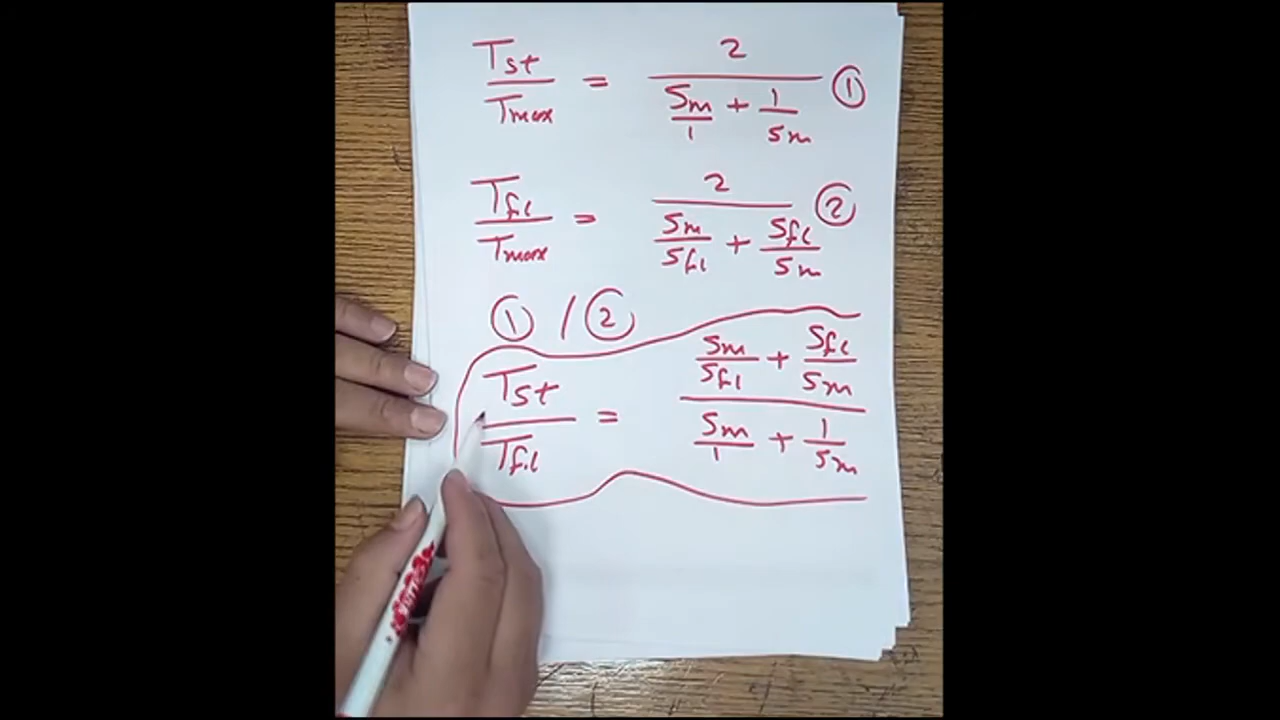 Tst / Tmax = 2 / (Sm/1 + 1/Sm) ①
Tfl / Tmax = 2 / (Sm/Sfl + Sfl/Sm) ②
① / ②
Tst / Tfl = (Sm/Sfl + Sfl/Sm) / (Sm/1 + 1/Sm)